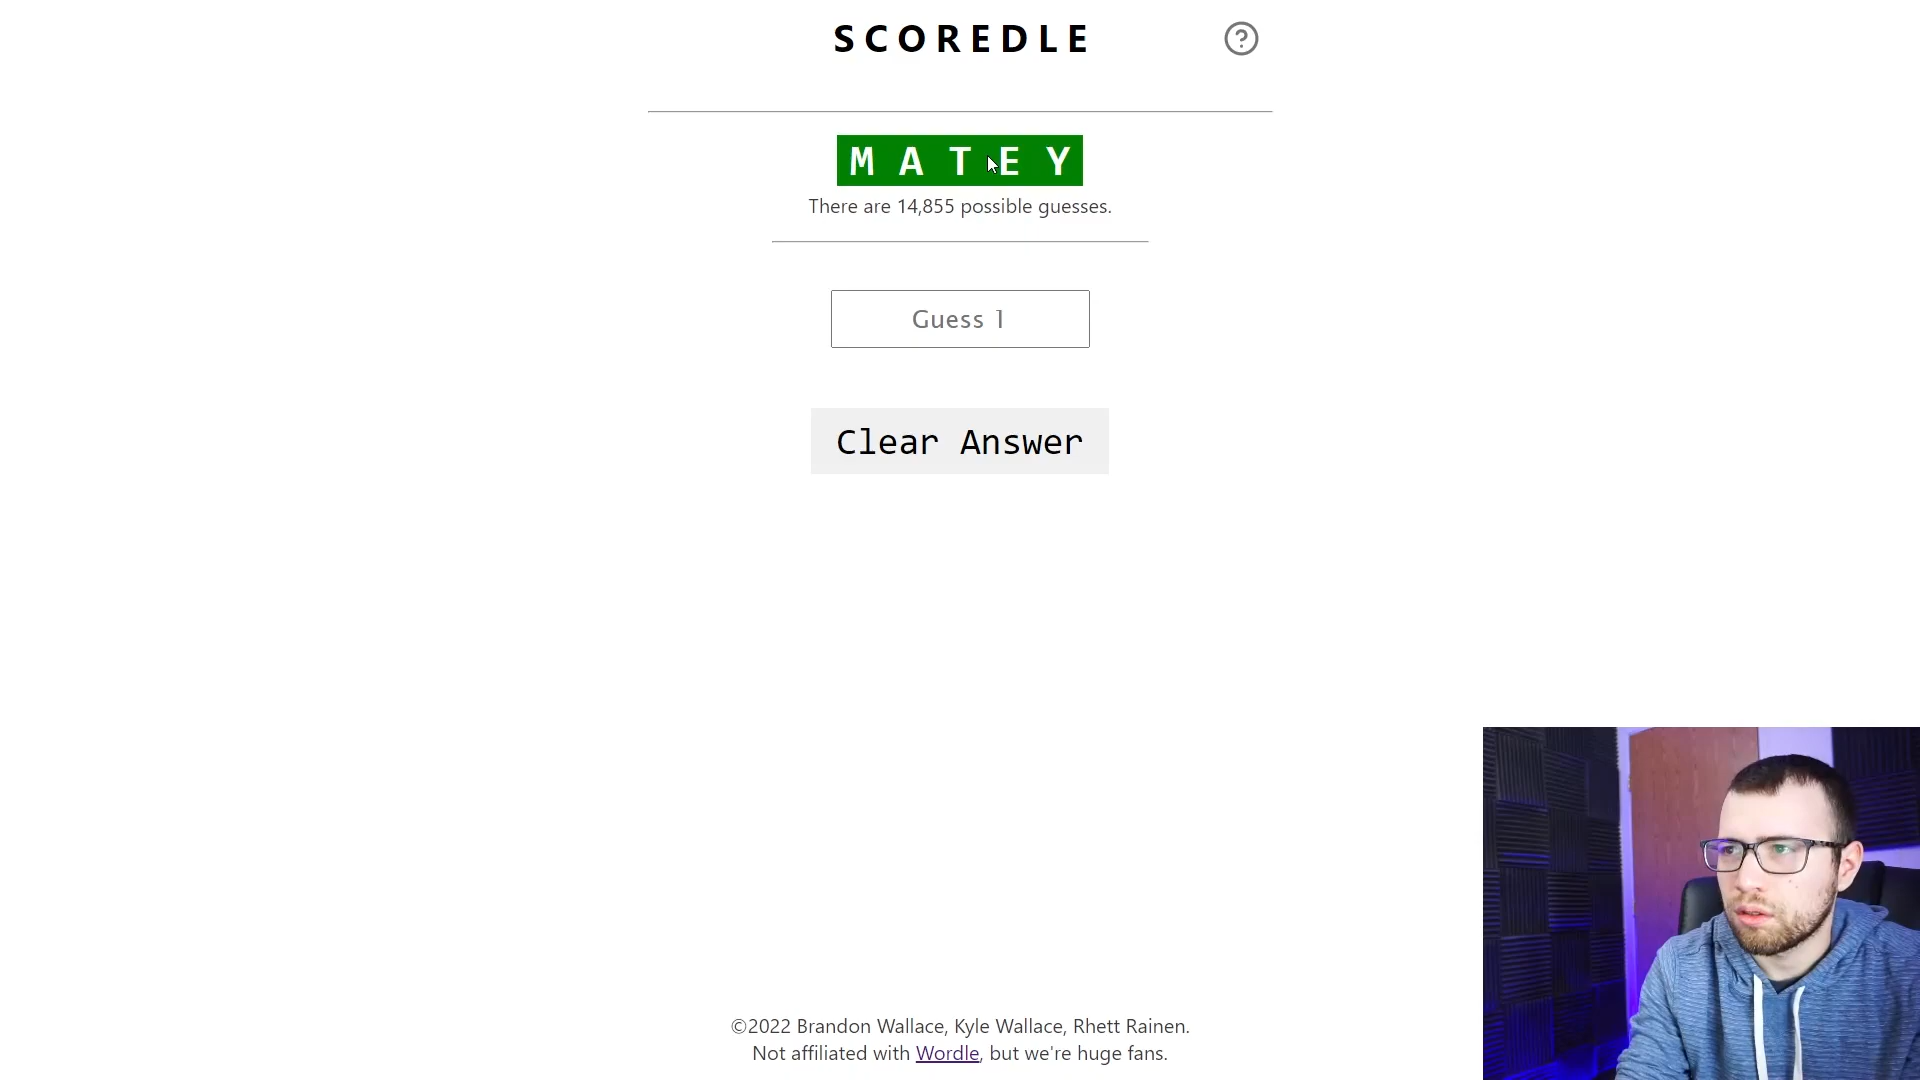 SCOREDLE
?
MATEY
There are 14,855 possible guesses.
Guess 1
Clear Answer
©2022 Brandon Wallace, Kyle Wallace, Rhett Rainen.
Not affiliated with Wordle, but we're huge fans.